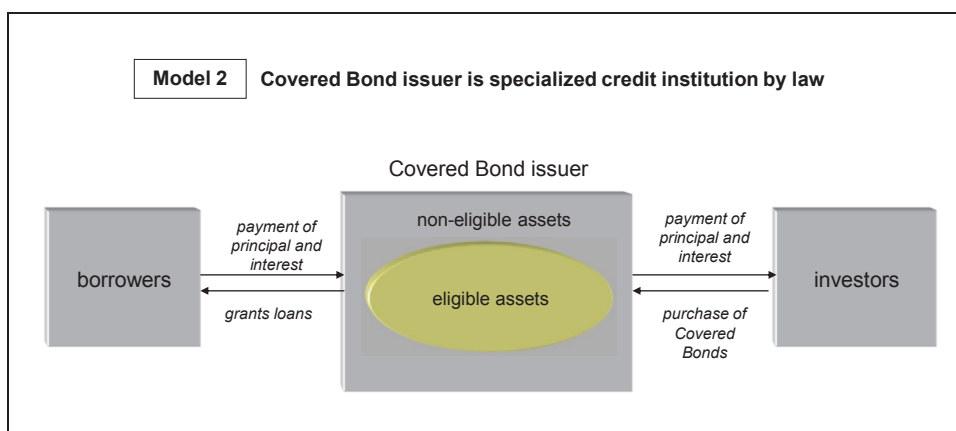 Model 2 Covered Bond issuer is specialized credit institution by law
Covered Bond issuer
borrowers
payment of
principal and
interest
grants loans
non-eligible assets
eligible assets
payment of
principal and
interest
purchase of
Covered
Bonds
investors